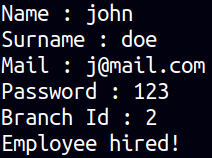 Name : john
Surname : doe
Mail : j@mail.com
Password : 123
Branch Id : 2
Employee hired!